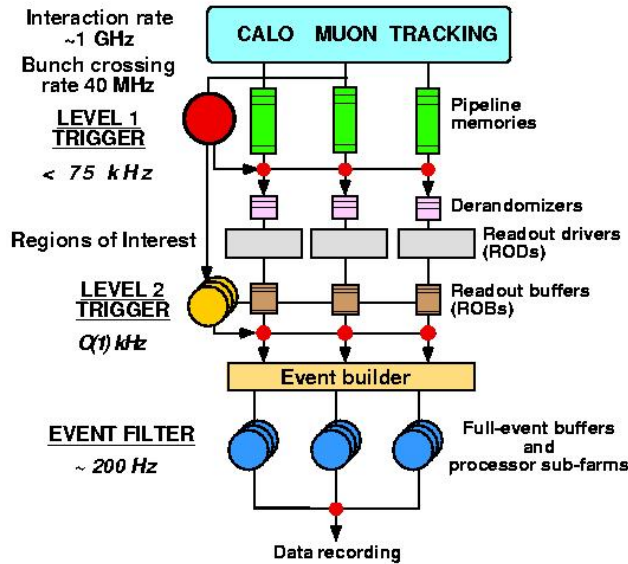 Interaction rate
~1 GHz
CALO MUON TRACKING
Bunch crossing
rate 40 MHz
LEVEL 1
TRIGGER
< 75 kHz
Pipeline
memories
Derandomizers
Regions of Interest
Readout drivers
(RODs)
LEVEL 2
TRIGGER
O(1) kHz
Readout buffers
(ROBs)
Event builder
EVENT FILTER
~ 200 Hz
Full-event buffers
and
processor sub-farms
Data recording